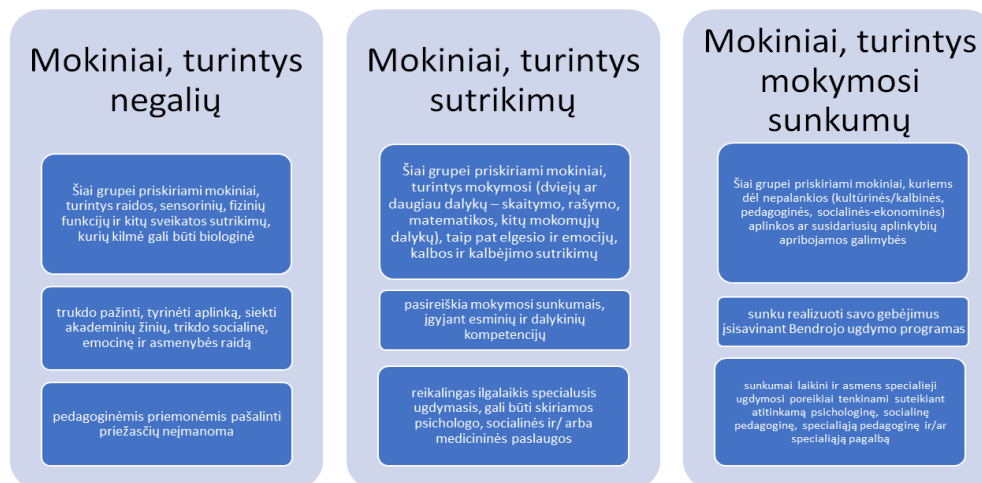 Mokiniai, turintys
negalių
Šiai grupei priskiriami mokiniai,
turintys raidos, sensorinių, fizinių
funkcijų ir kitų sveikatos sutrikimų,
kurių kilmė gali būti biologinė
trukdo pažinti, tyrinėti aplinką, siekti
akademinių žinių, trikdo socialinę,
emocinę ir asmenybės raidą
pedagoginėmis priemonėmis pašalinti
priežasčių neįmanoma
Mokiniai, turintys
sutrikimų
Šiai grupei priskiriami mokiniai,
turintys mokymosi (dviejų ar
daugiau dalykų – skaitymo, rašymo,
matematikos, kitų mokomųjų
dalykų), taip pat elgesio ir emocijų,
kalbos ir kalbėjimo sutrikimų
pasireiškia mokymosi sunkumais,
įgyjant esminių ir dalykinių
kompetencijų
reikalingas ilgalaikis specialusis
ugdymasis, gali būti skiriamos
psichologo, socialinės ir/ arba
medicininės paslaugos
Mokiniai, turintys
mokymosi
sunkumų
Šiai grupei priskiriami mokiniai, kuriems
dėl nepalankios (kultūrinės/kalbinės,
pedagoginės, socialinės-ekonominės)
aplinkos ar susidariusių aplinkybių
apribojamos galimybės
sunku realizuoti savo gebėjimus
įsisavinant Bendrojo ugdymo programas
sunkumai laikini ir asmens specialieji
ugdymosi poreikiai tenkinami suteikiant
atitinkamą psichologinę, socialinę
pedagoginę, specialiąją pedagoginę ir/ar
specialiąją pagalbą